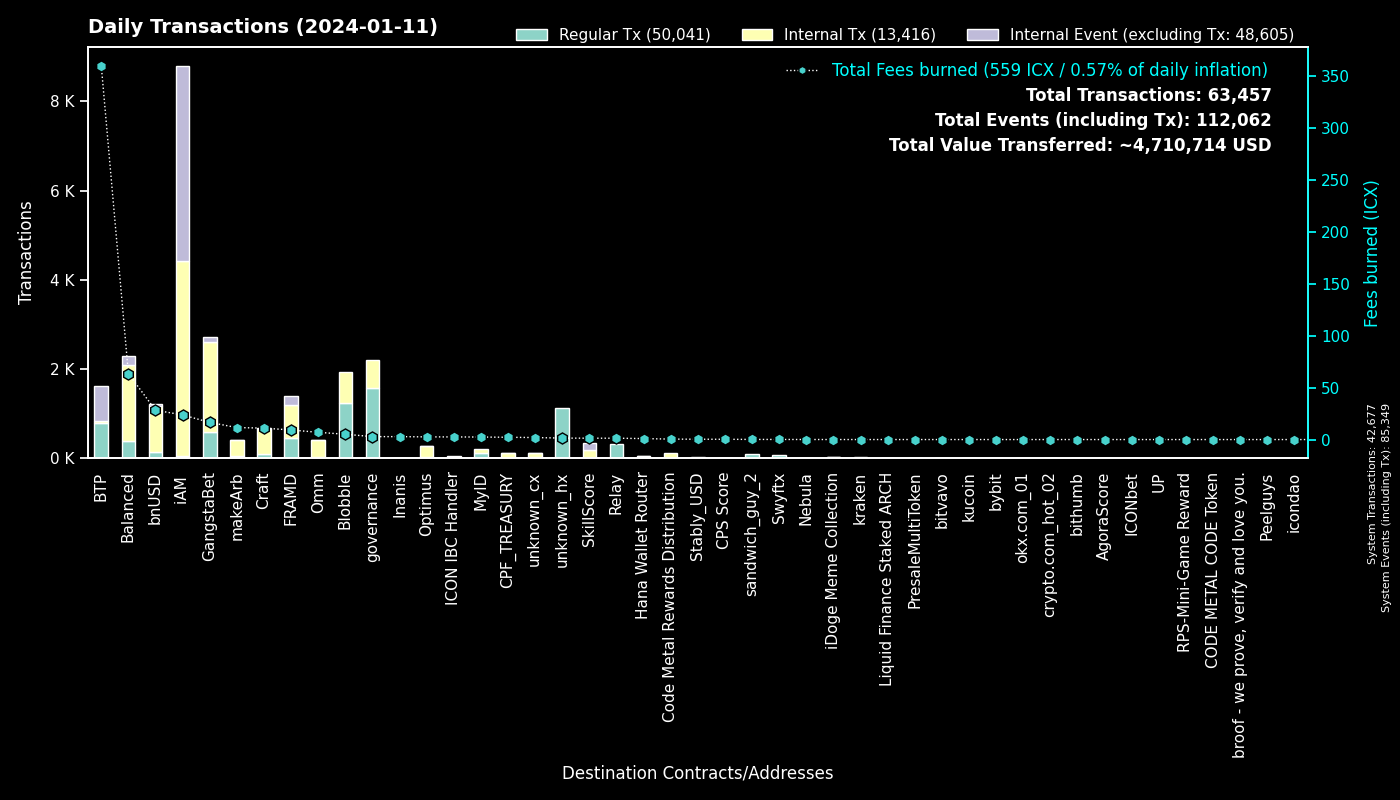 Daily Transactions (2024-01-11)
Regular Tx (50,041)
Internal Tx (13,416)
Internal Event (excluding Tx: 48,605)
Total Fees burned (559 ICX / 0.57% of daily inflation)
Total Transactions: 63,457
Total Events (including Tx): 112,062
Total Value Transferred: ~4,710,714 USD
Transactions
8 K
6 K
4 K
2 K
0 K
350
300
250
200
150
100
50
0
Fees burned (ICX)
System Transactions: 42,677
System Events (including Tx): 85,349
BTP
Balanced
bnUSD
iAM
GangstaBet
makeArb
Craft
FRAMD
Omm
Blobble
governance
Inanis
Optimus
ICON IBC Handler
MyID
CPF_TREASURY
unknown_cx
unknown_hx
SkillScore
Relay
Hana Wallet Router
Code Metal Rewards Distribution
Stably_USD
CPS Score
sandwich_guy_2
Swyftx
Nebula
iDoge Meme Collection
kraken
Liquid Finance Staked ARCH
PresaleMultiToken
bitvavo
kucoin
bybit
okx.com_01
crypto.com_hot_02
bithumb
AgoraScore
ICONbet
UP
RPS-Mini-Game Reward
CODE METAL CODE Token
broof - we prove, verify and love you.
Peelguys
icondao
Destination Contracts/Addresses